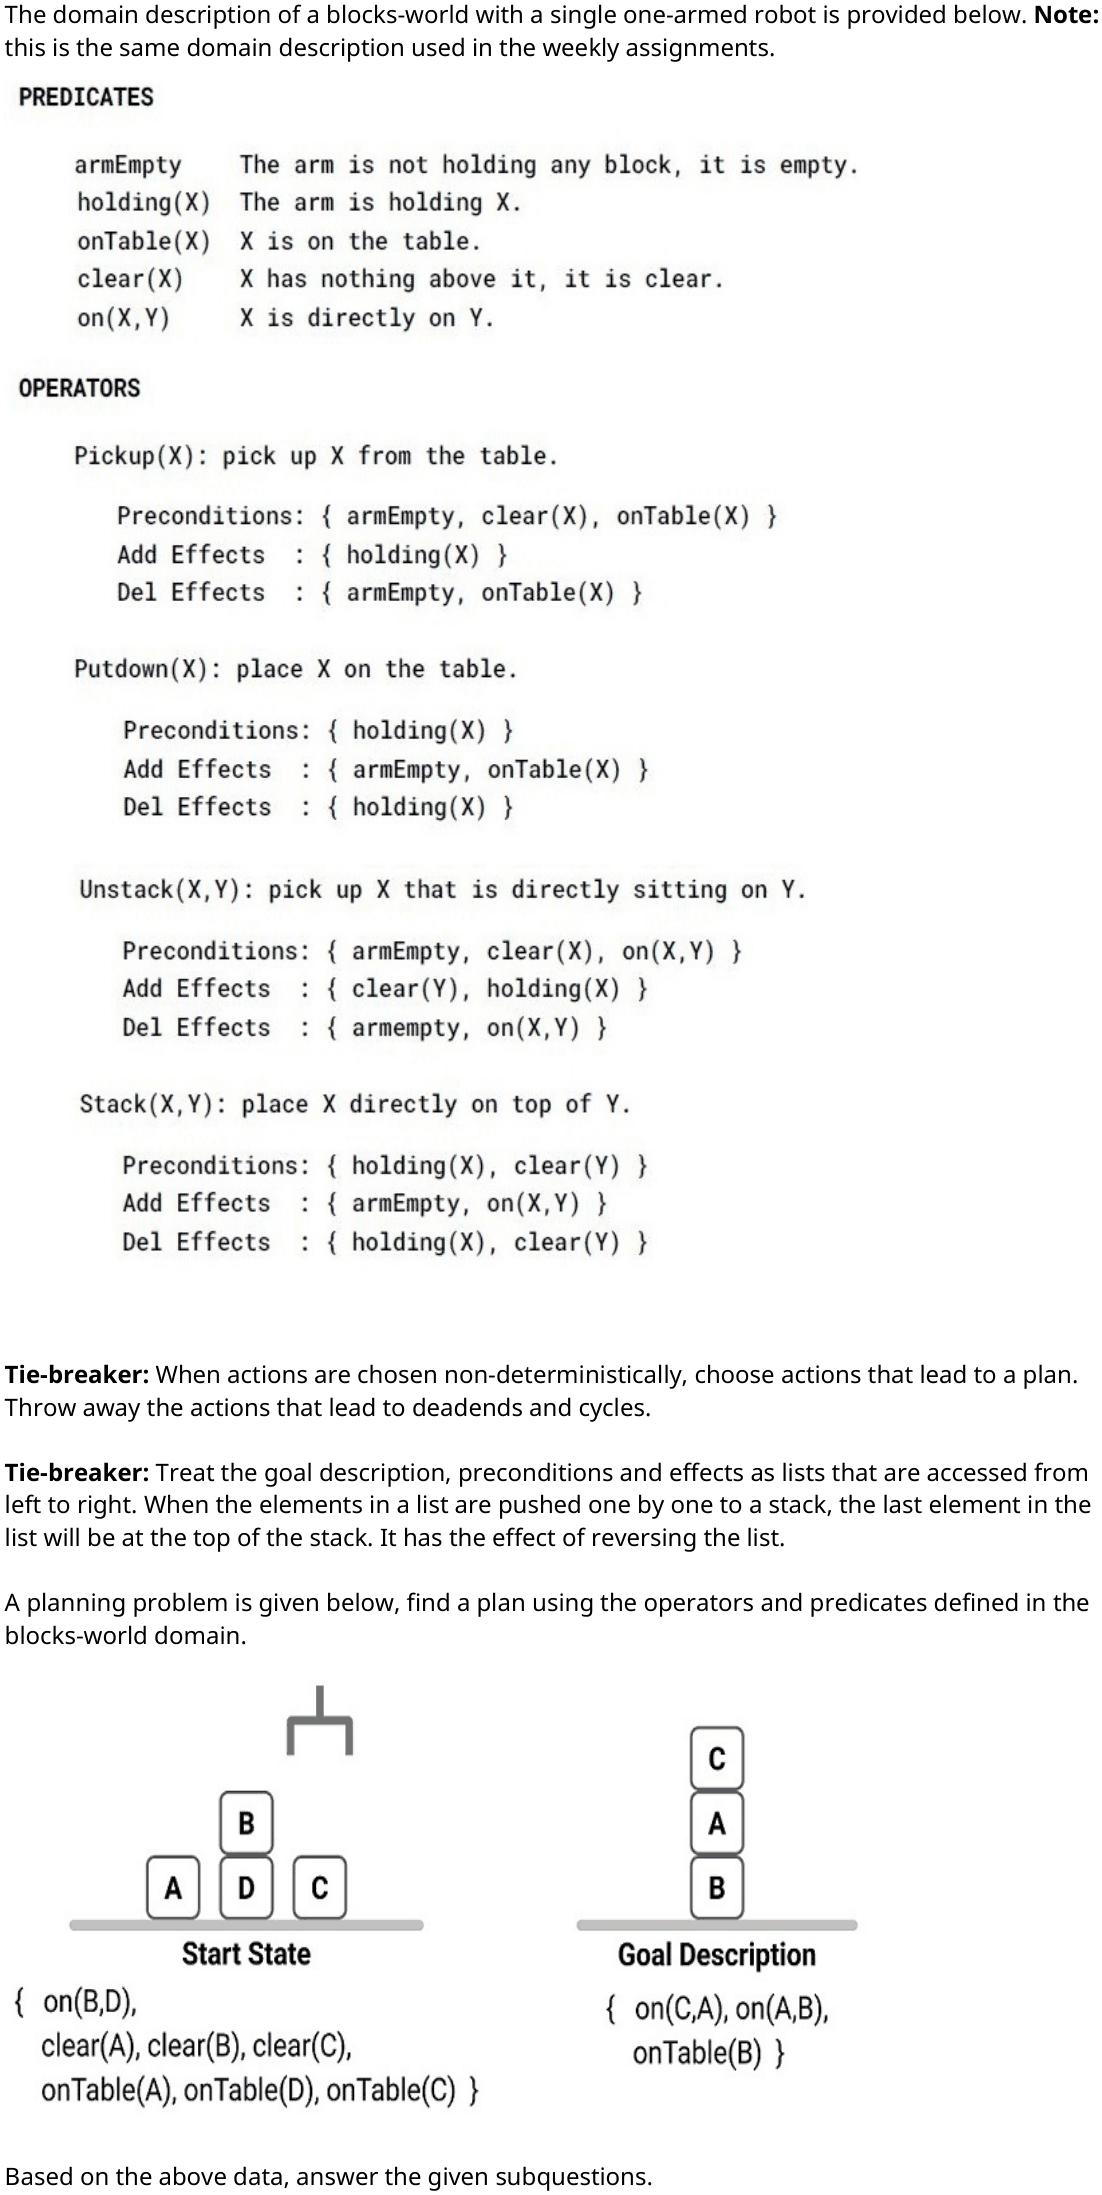 The domain description of a blocks-world with a single one-armed robot is provided below. Note:
this is the same domain description used in the weekly assignments.
PREDICATES
armEmpty The arm is not holding any block, it is empty.
holding(X) The arm is holding X.
onTable(X) X is on the table.
clear(X) X has nothing above it, it is clear.
on(X,Y) X is directly on Y.
OPERATORS
Pickup(X): pick up X from the table.
Preconditions: { armEmpty, clear(X), onTable(X) }
Add Effects : { holding(X) }
Del Effects : { armEmpty, onTable(X) }
Putdown(X): place X on the table.
Preconditions: { holding(X) }
Add Effects : { armEmpty, onTable(X) }
Del Effects : { holding(X) }
Unstack(X,Y): pick up X that is directly sitting on Y.
Preconditions: { armEmpty, clear(X), on(X,Y) }
Add Effects : { clear(Y), holding(X) }
Del Effects : { armempty, on(X,Y) }
Stack(X,Y): place X directly on top of Y.
Preconditions: { holding(X), clear(Y) }
Add Effects : { armEmpty, on(X,Y) }
Del Effects : { holding(X), clear(Y) }
Tie-breaker: When actions are chosen non-deterministically, choose actions that lead to a plan.
Throw away the actions that lead to deadends and cycles.
Tie-breaker: Treat the goal description, preconditions and effects as lists that are accessed from
left to right. When the elements in a list are pushed one by one to a stack, the last element in the
list will be at the top of the stack. It has the effect of reversing the list.
A planning problem is given below, find a plan using the operators and predicates defined in the
blocks-world domain.
B
A D C
Start State
{ on(B,D),
clear(A), clear(B), clear(C),
onTable(A), onTable(D), onTable(C) }
C
A
B
Goal Description
{ on(C,A), on(A,B),
onTable(B) }
Based on the above data, answer the given subquestions.